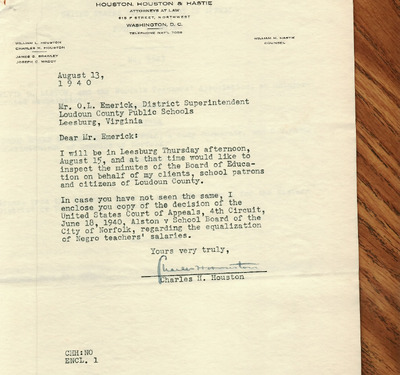 HOUSTON, HOUSTON & HASTIE
ATTORNEYS AT LAW
615 F STREET, NORTHWEST
WASHINGTON, D. C.
WILLIAM L. HOUSTON
CHARLES H. HOUSTON
JOSEPH C. WADDY
WILLIAM H. HASTIE
COUNSEL
August 13,
1940
Mr. O.L. Emerick, District Superintendent
Loudoun County Public Schools
Leesburg, Virginia
Dear Mr. Emerick:
I will be in Leesburg Thursday afternoon,
August 15, and at that time would like to
inspect the minutes of the Board of Educa-
tion on behalf of my clients, school patrons
and citizens of Loudoun County.
In case you have not seen the same, I
enclose you copy of the decision of the
United States Court of Appeals, 4th Circuit,
June 18, 1940, Alston v School Board of the
City of Norfolk, regarding the equalization
of Negro teachers' salaries.
Yours very truly,
Charles H. Houston
Charles H. Houston
CHH:NO
ENCL. 1